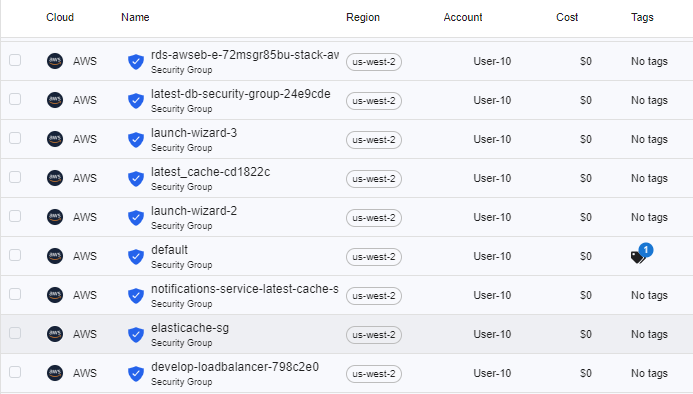 Cloud Name Region Account Cost Tags
aws AWS rds-awseb-e-72msgr85bu-stack-aw us-west-2 User-10 $0 No tags
Security Group
aws AWS latest-db-security-group-24e9cde us-west-2 User-10 $0 No tags
Security Group
aws AWS launch-wizard-3 us-west-2 User-10 $0 No tags
Security Group
aws AWS latest_cache-cd1822c us-west-2 User-10 $0 No tags
Security Group
aws AWS launch-wizard-2 us-west-2 User-10 $0 No tags
Security Group
aws AWS default us-west-2 User-10 $0 1
Security Group
aws AWS notifications-service-latest-cache-s us-west-2 User-10 $0 No tags
Security Group
aws AWS elasticache-sg us-west-2 User-10 $0 No tags
Security Group
aws AWS develop-loadbalancer-798c2e0 us-west-2 User-10 $0 No tags
Security Group